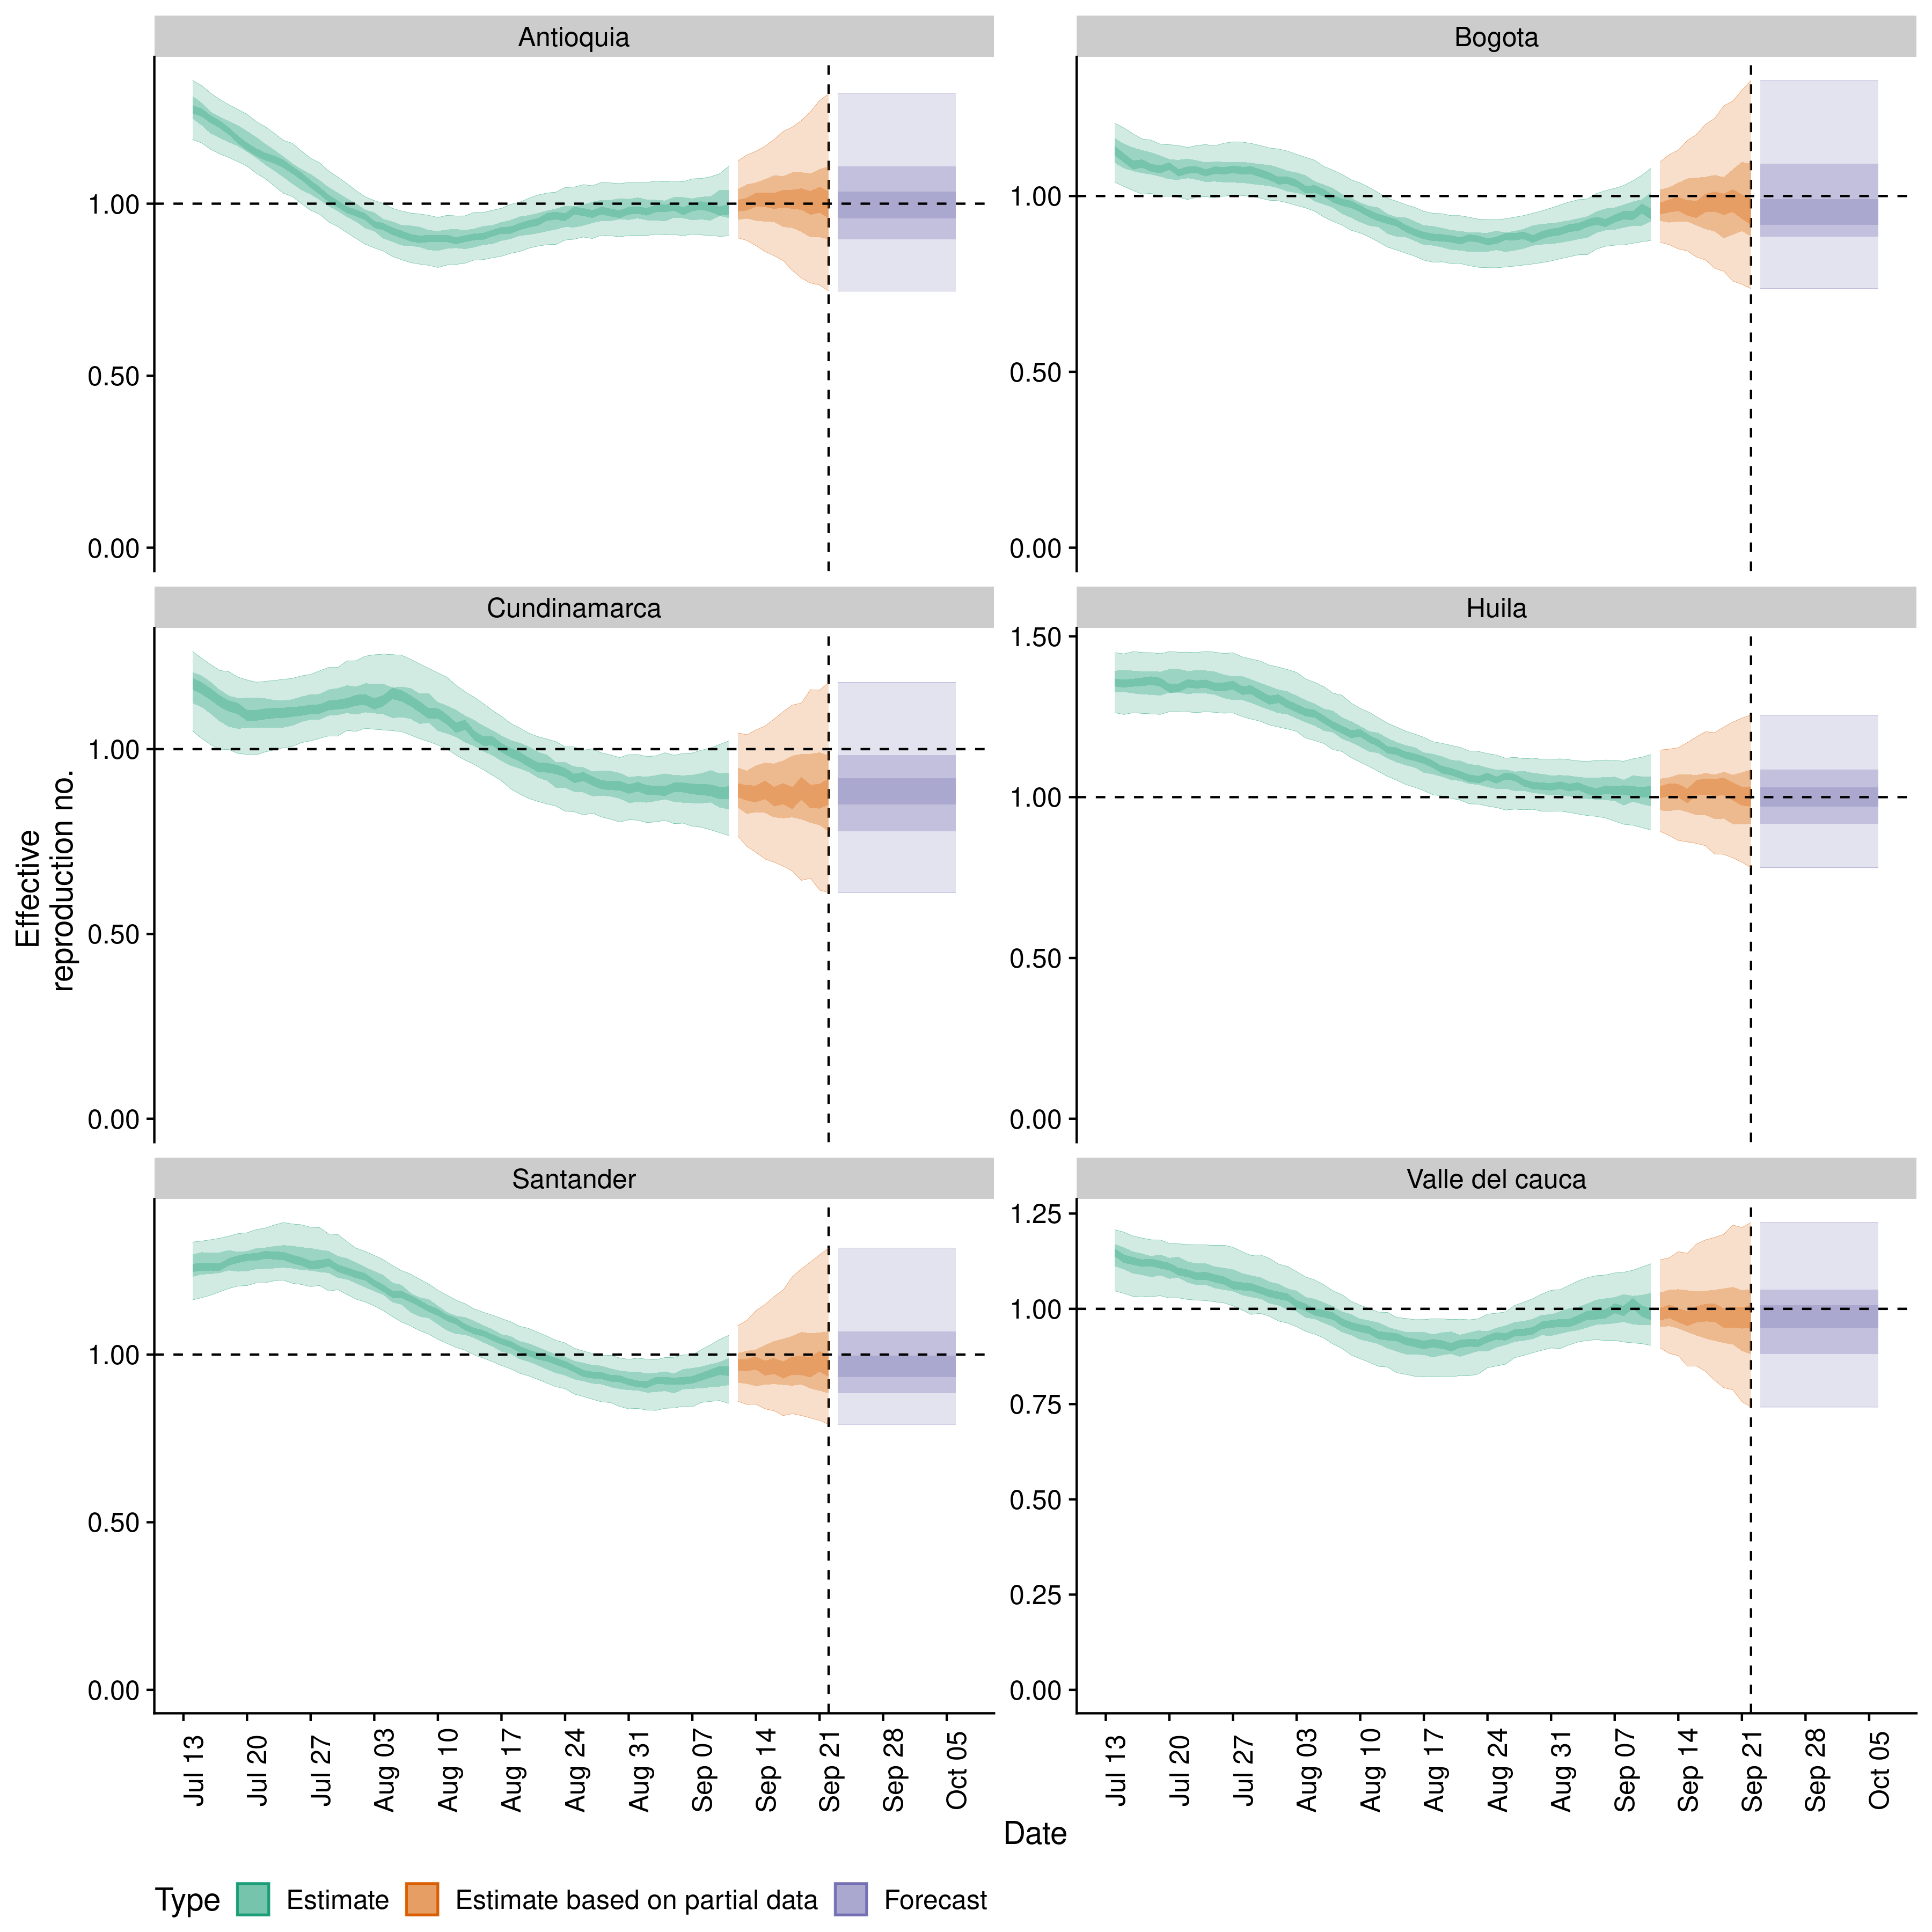 Antioquia
Bogota
1.00
0.50
0.00
1.00
0.50
0.00
Cundinamarca
Huila
1.00
0.50
0.00
1.50
1.00
0.50
0.00
Santander
Valle del cauca
1.00
0.50
0.00
1.25
1.00
0.75
0.50
0.25
0.00
Effective
reproduction no.
Jul 13
Jul 20
Jul 27
Aug 03
Aug 10
Aug 17
Aug 24
Aug 31
Sep 07
Sep 14
Sep 21
Sep 28
Oct 05
Jul 13
Jul 20
Jul 27
Aug 03
Aug 10
Aug 17
Aug 24
Aug 31
Sep 07
Sep 14
Sep 21
Sep 28
Oct 05
Date
Type Estimate Estimate based on partial data Forecast